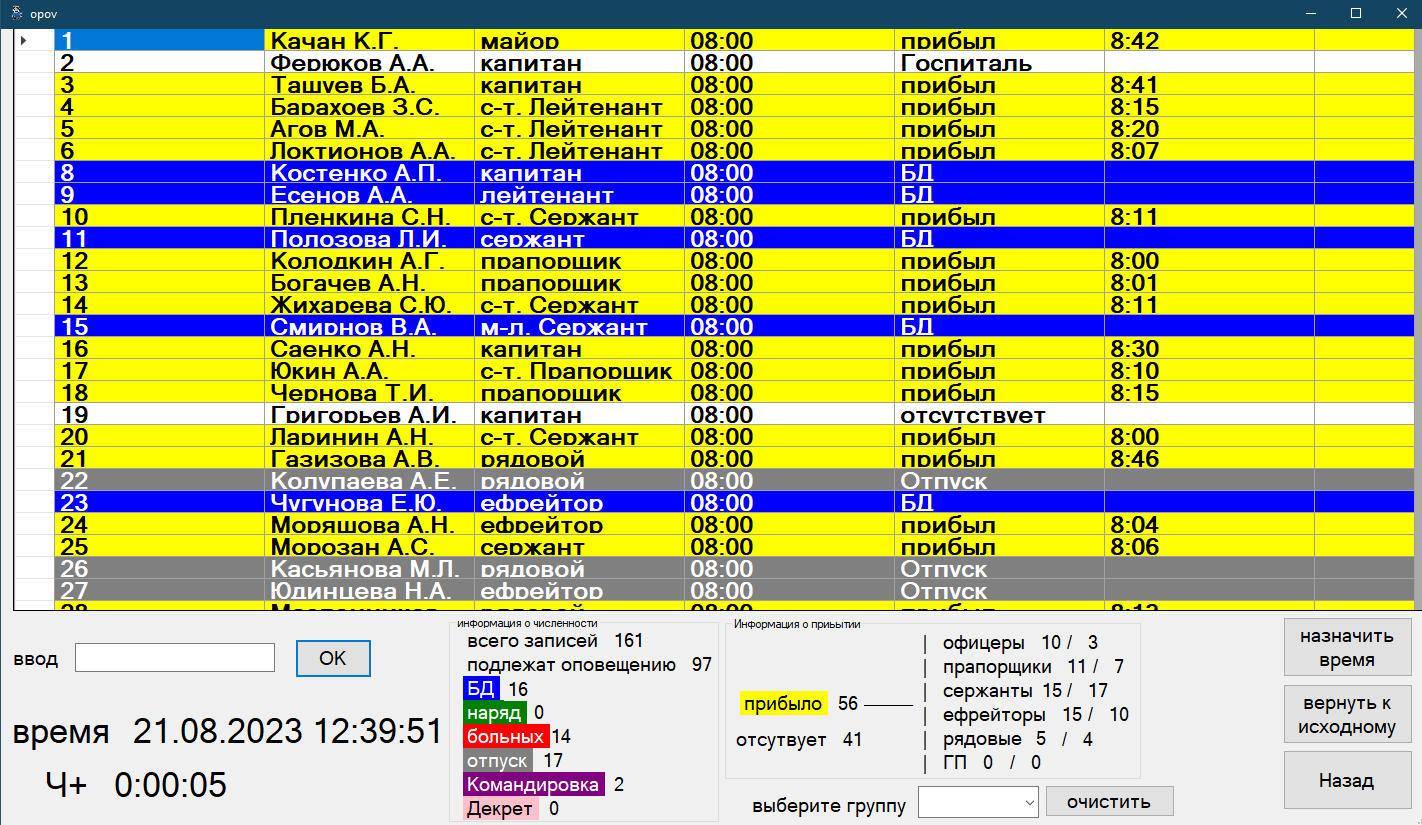 opov
1 Качан К.Г. майор 08:00 прибыл 8:42
2 Ферюков А.А. капитан 08:00 Госпиталь
3 Ташуев Б.А. капитан 08:00 прибыл 8:41
4 Барахоев З.С. с-т. Лейтенант 08:00 прибыл 8:15
5 Агов М.А. с-т. Лейтенант 08:00 прибыл 8:20
6 Локтионов А.А. с-т. Лейтенант 08:00 прибыл 8:07
8 Костенко А.П. капитан 08:00 БД
9 Есенов А.А. лейтенант 08:00 БД
10 Пленкина С.Н. с-т. Сержант 08:00 прибыл 8:11
11 Полозова Л.И. сержант 08:00 БД
12 Колодкин А.Г. прапорщик 08:00 прибыл 8:00
13 Богачев А.Н. прапорщик 08:00 прибыл 8:01
14 Жихарева С.Ю. с-т. Сержант 08:00 прибыл 8:11
15 Смирнов В.А. м-л. Сержант 08:00 БД
16 Саенко А.Н. капитан 08:00 прибыл 8:30
17 Юкин А.А. с-т. Прапорщик 08:00 прибыл 8:10
18 Чернова Т.И. прапорщик 08:00 прибыл 8:15
19 Григорьев А.И. капитан 08:00 отсутствует
20 Ларинин А.Н. с-т. Сержант 08:00 прибыл 8:00
21 Газизова А.В. рядовой 08:00 прибыл 8:46
22 Колупаева А.Е. рядовой 08:00 Отпуск
23 Чугунова Е.Ю. ефрейтор 08:00 БД
24 Моряшова А.Н. ефрейтор 08:00 прибыл 8:04
25 Морозан А.С. сержант 08:00 прибыл 8:06
26 Касьянова М.Л. рядовой 08:00 Отпуск
27 Юдинцева Н.А. ефрейтор 08:00 Отпуск
28 рядовой 08:00 прибыл 8:13
ввод
OK
время 21.08.2023 12:39:51
Ч+ 0:00:05
информация о численности
всего записей 161
подлежат оповещению 97
БД 16
наряд 0
больных 14
отпуск 17
Командировка 2
Декрет 0
Информация о прибытии
прибыло 56
отсутвует 41
| офицеры 10 / 3
| прапорщики 11 / 7
| сержанты 15 / 17
| ефрейторы 15 / 10
| рядовые 5 / 4
| ГП 0 / 0
выберите группу
очистить
назначить
время
вернуть к
исходному
Назад